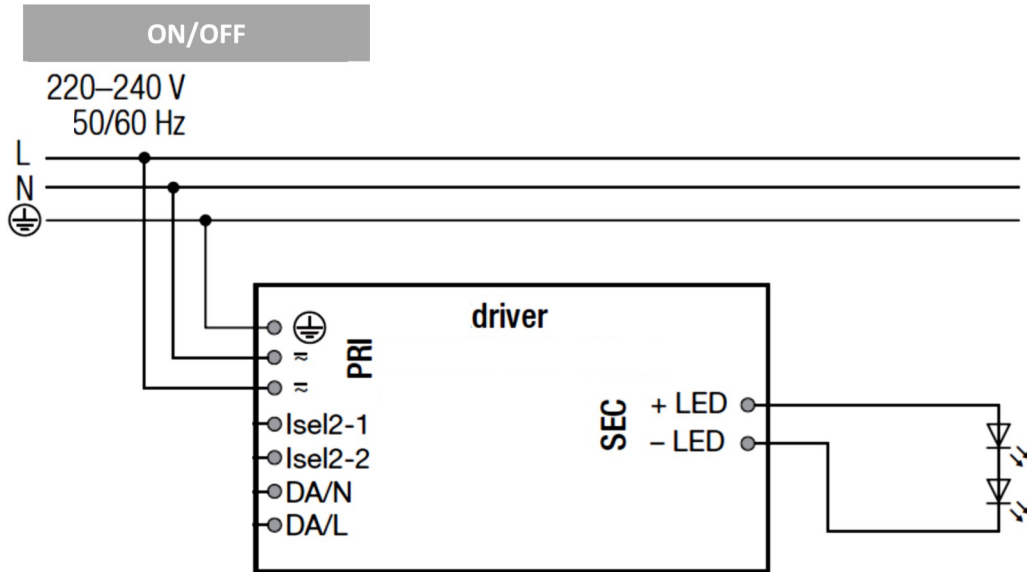 ON/OFF
220–240 V
50/60 Hz
L
N
driver
PRI
Isel2-1
Isel2-2
DA/N
DA/L
SEC
+ LED
– LED